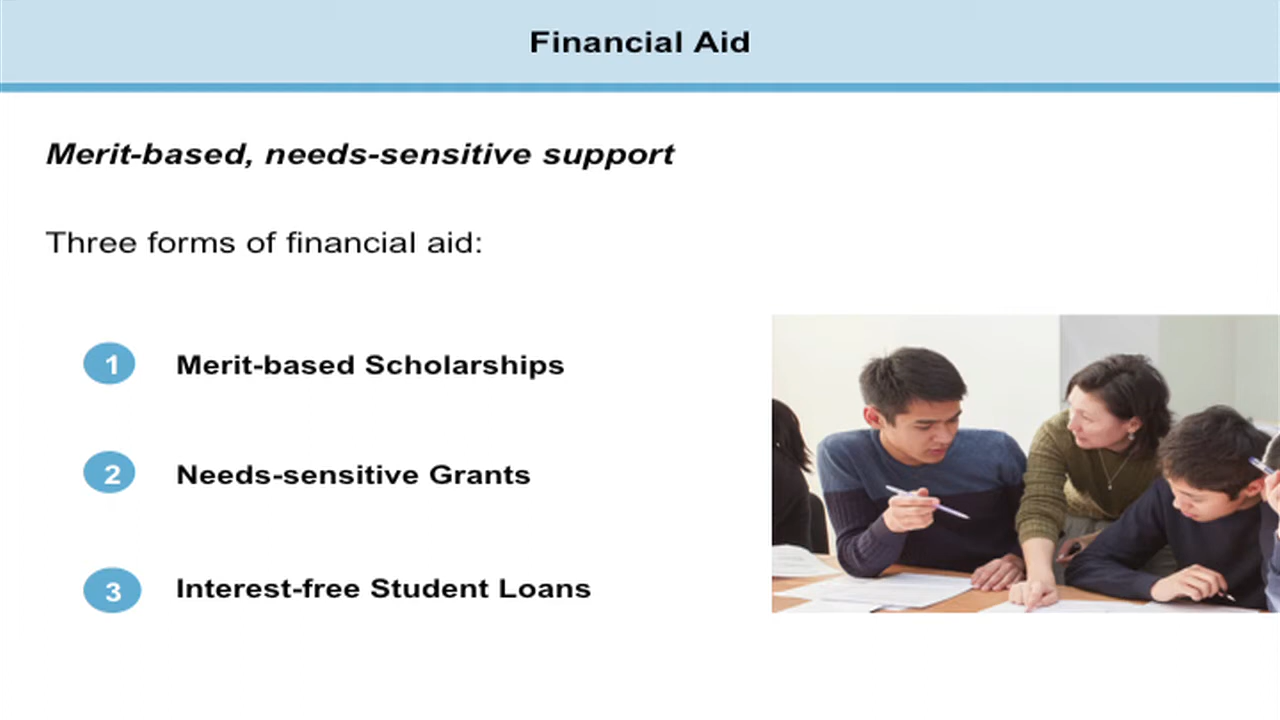 Financial Aid
Merit-based, needs-sensitive support
Three forms of financial aid:
1 Merit-based Scholarships
2 Needs-sensitive Grants
3 Interest-free Student Loans